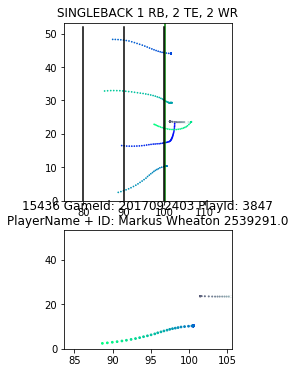 SINGLEBACK 1 RB, 2 TE, 2 WR
50
40
30
20
10
0
80 90 100 110
15436 GameId: 2017092403 PlayId: 3847
PlayerName + ID: Markus Wheaton 2539291.0
40
20
0
85 90 95 100 105